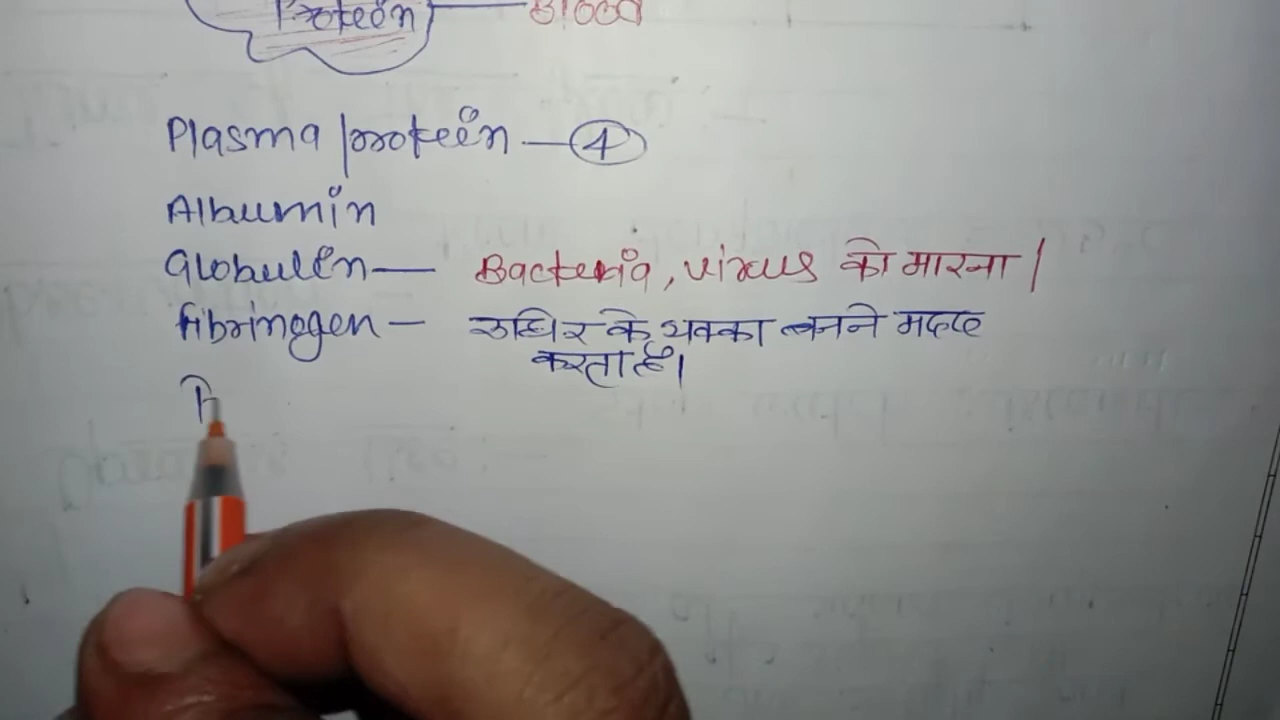 Protein — Blood
Plasma protein — 4
Albumin
Globulin — Bacteria, virus को मारना |
fibrinogen — रुधिर के थक्का बनने मदद
करता है।
P